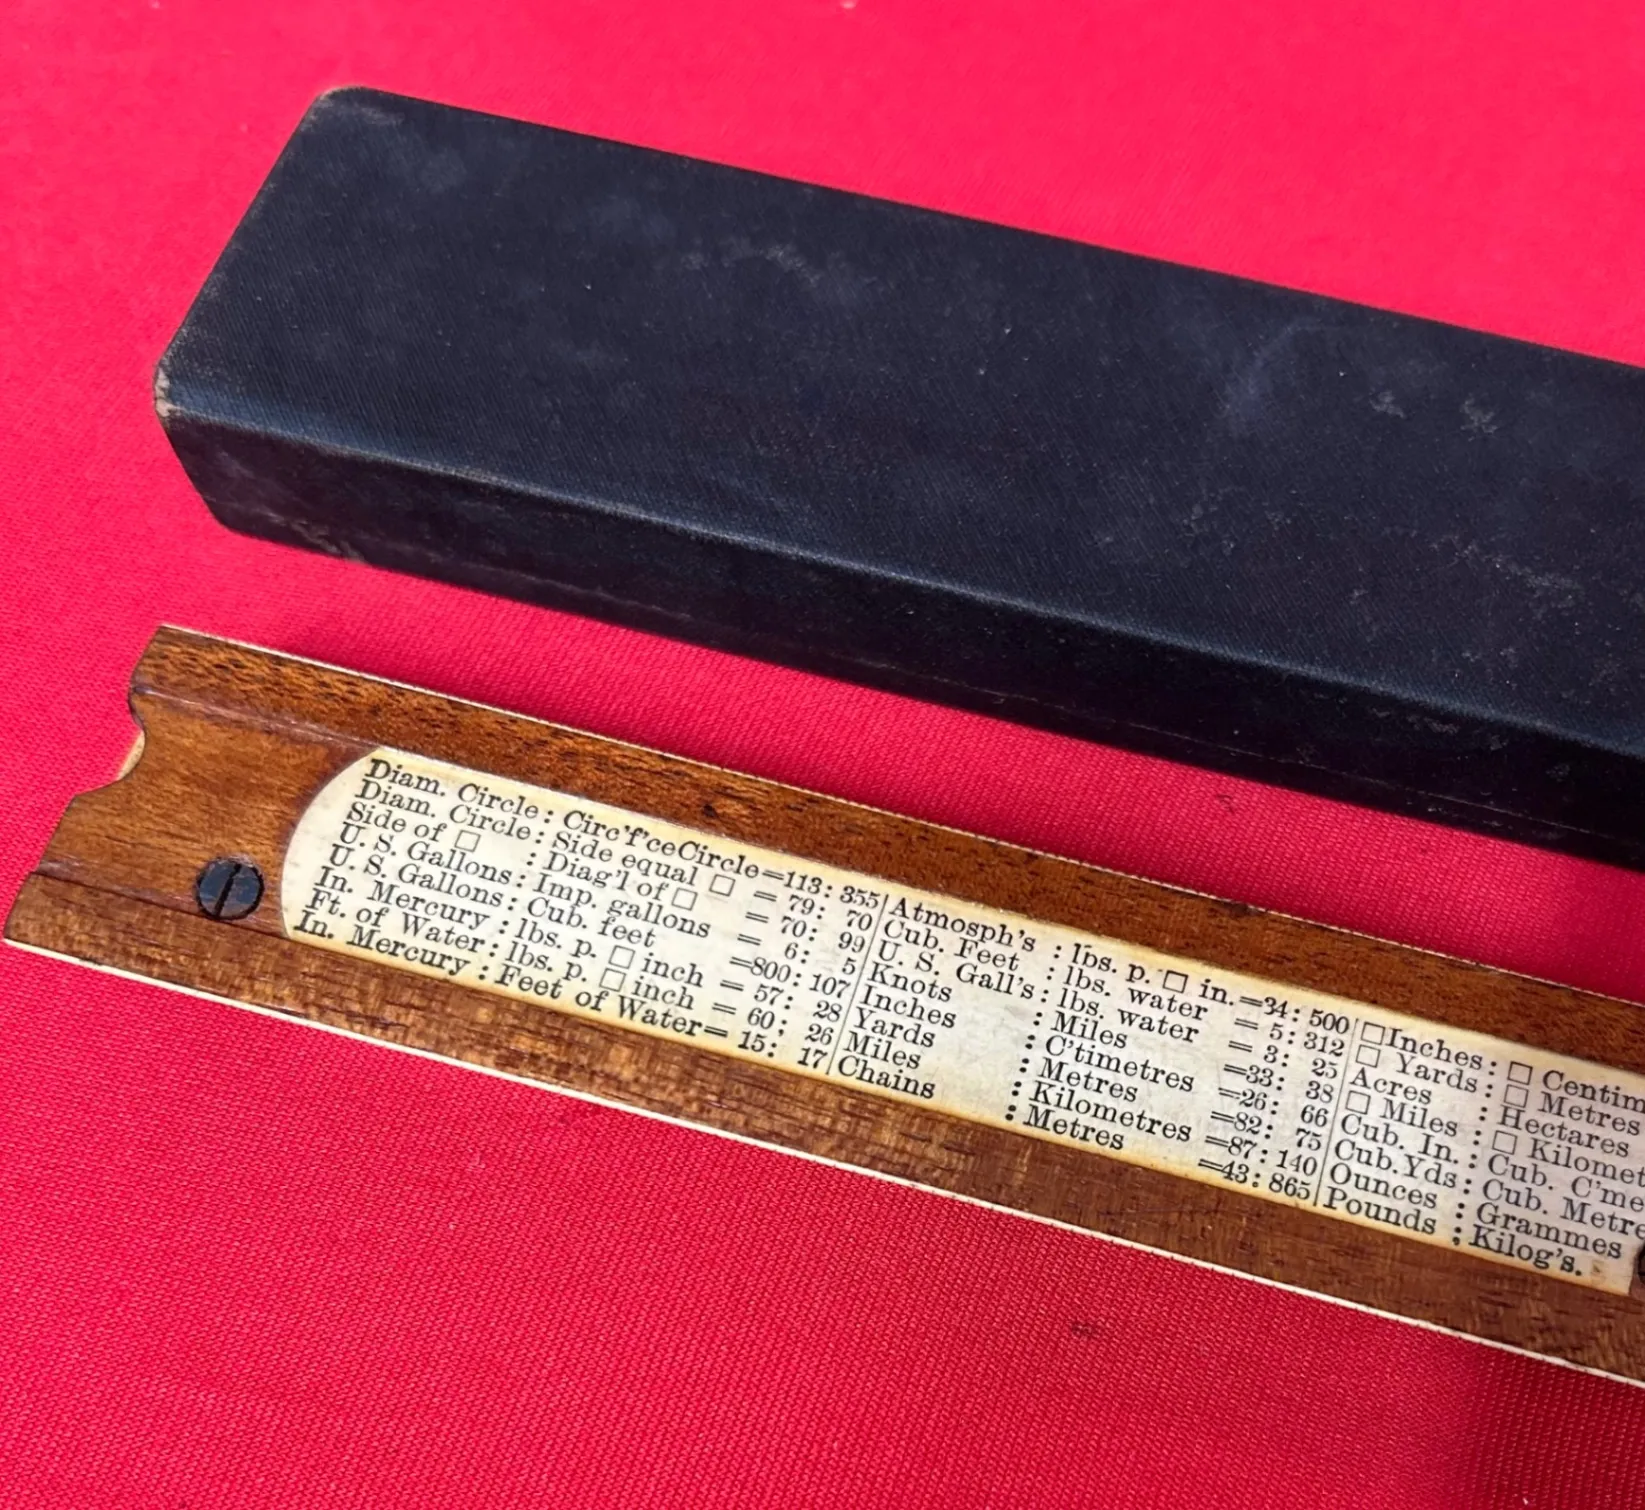 Diam. Circle : Circ'f'ceCircle=113: 355
Diam. Circle : Side equal □ = 79: 70
Side of □ : Diag'l of □ = 70: 99
U. S. Gallons : Imp. gallons = 6: 5
U. S. Gallons : Cub. feet =800: 107
In. Mercury : lbs. p. □ inch = 57: 28
Ft. of Water : lbs. p. □ inch = 60: 26
In. Mercury : Feet of Water= 15: 17
Atmosph's : lbs. p. □ in.=34: 500
Cub. Feet : lbs. water = 5: 312
U. S. Gall's : lbs. water = 3: 25
Knots : Miles =33: 38
Inches : C'timetres =26: 66
Yards : Metres =82: 75
Miles : Kilometres =87: 140
Chains : Metres =43: 865
□Inches : □ Centim
□ Yards : □ Metres
Acres : Hectares
□ Miles : □ Kilomet
Cub. In. : Cub. C'me
Cub.Yds : Cub. Metre
Ounces : Grammes
Pounds : Kilog's.